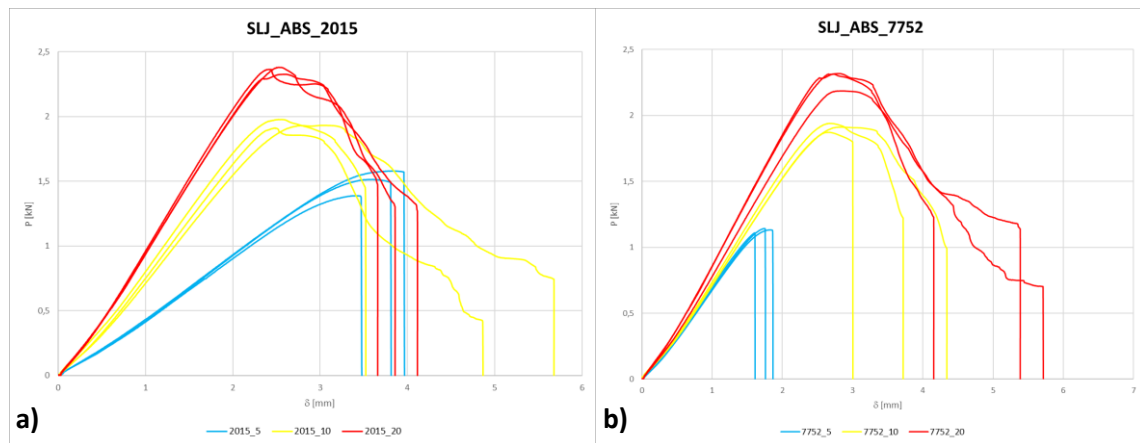 SLJ_ABS_2015
2,5
2
1,5
1
0,5
0
P [kN]
0 1 2 3 4 5 6
δ [mm]
2015_5 2015_10 2015_20
a)
SLJ_ABS_7752
2,5
2
1,5
1
0,5
0
P [kN]
0 1 2 3 4 5 6 7
δ [mm]
7752_5 7752_10 7752_20
b)